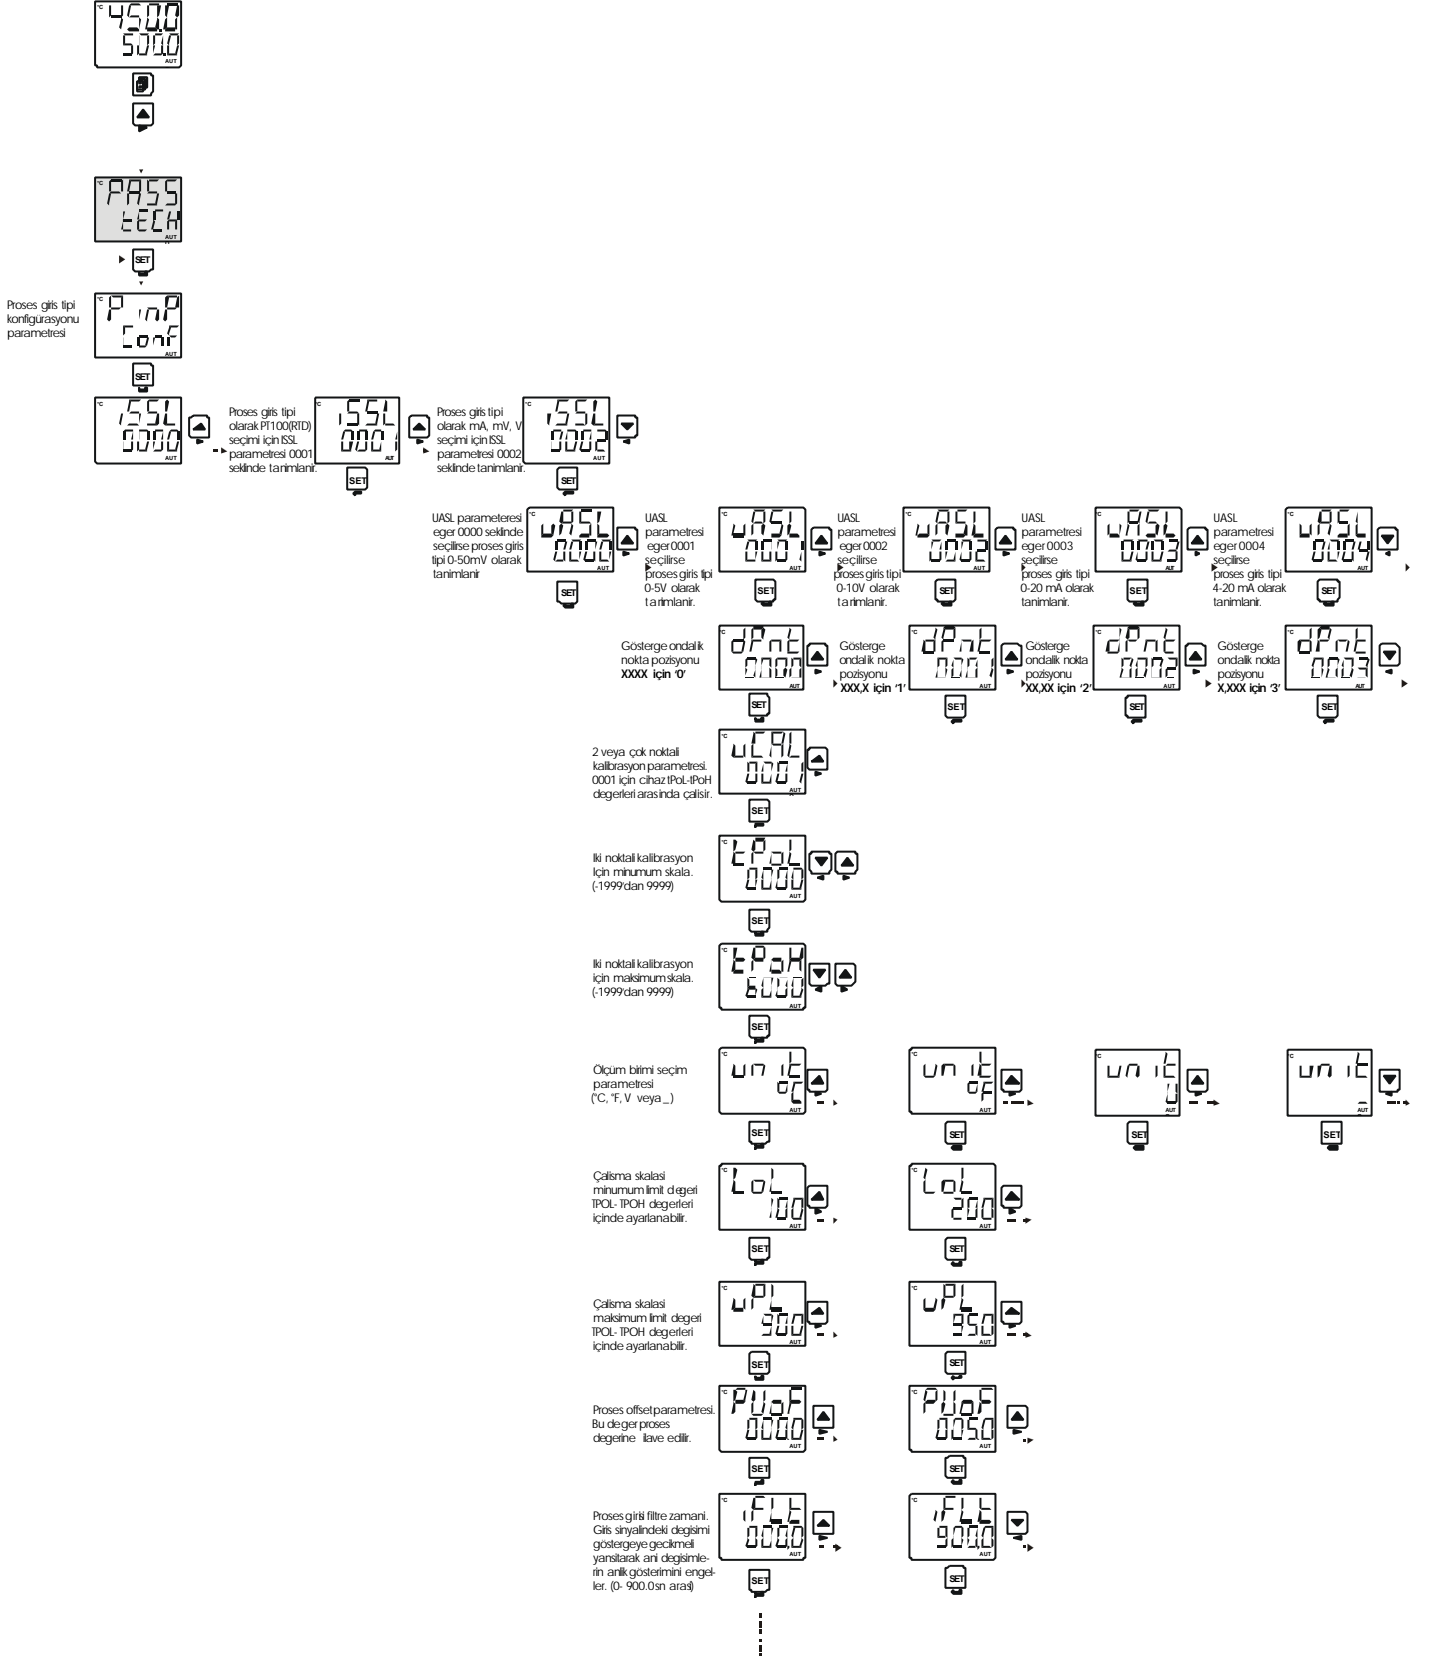 °C 450.0
500.0
AUT
°C PASS
tECH
AUT
SET
Proses giris tipi
konfigürasyonu
parametresi
°C PinP
ConF
AUT
SET
°C iSSL
0000
AUT
Proses giris tipi
olarak PT100(RTD)
seçimi için ISSL
parametresi 0001
seklinde tanimlanir.
°C iSSL
0001
AUT
SET
Proses giris tipi
olarak mA, mV, V
seçimi için ISSL
parametresi 0002
seklinde tanimlanir.
°C iSSL
0002
AUT
SET
UASL parameteresi
eger 0000 seklinde
seçilirse proses giris
tipi 0-50mV olarak
tanimlanir
°C uASL
0000
AUT
SET
UASL
parametresi
eger 0001
seçilirse
proses giris tipi
0-5V olarak
tanimlanir.
°C uASL
0001
AUT
SET
UASL
parametresi
eger 0002
seçilirse
proses giris tipi
0-10V olarak
tanimlanir.
°C uASL
0002
AUT
SET
UASL
parametresi
eger 0003
seçilirse
proses giris tipi
0-20 mA olarak
tanimlanir.
°C uASL
0003
AUT
SET
UASL
parametresi
eger 0004
seçilirse
proses giris tipi
4-20 mA olarak
tanimlanir.
°C uASL
0004
AUT
SET
Gösterge ondalik
nokta pozisyonu
XXXX için '0'
°C dPnt
0000
AUT
SET
Gösterge
ondalik nokta
pozisyonu
XXX,X için '1'
°C dPnt
0001
AUT
SET
Gösterge
ondalik nokta
pozisyonu
XX,XX için '2'
°C dPnt
0002
AUT
SET
Gösterge
ondalik nokta
pozisyonu
X,XXX için '3'
°C dPnt
0003
AUT
SET
2 veya çok noktali
kalibrasyon parametresi.
0001 için cihaz tPoL-tPoH
degerleri arasinda çalisir.
°C uCAL
0001
AUT
SET
Iki noktali kalibrasyon
Için minumum skala.
(-1999'dan 9999)
°C tPoL
0000
AUT
SET
Iki noktali kalibrasyon
için maksimum skala.
(-1999'dan 9999)
°C tPoH
6000
AUT
SET
Ölçüm birimi seçim
parametresi
(°C, °F, V veya _ )
°C unit
°C
AUT
SET
°C unit
°F
AUT
SET
°C unit
U
AUT
SET
°C unit
_
AUT
SET
Çalisma skalasi
minumum limit degeri
TPOL- TPOH degerleri
içinde ayarlanabilir.
°C LoL
100
AUT
SET
°C LoL
200
AUT
SET
Çalisma skalasi
maksimum limit degeri
TPOL- TPOH degerleri
içinde ayarlanabilir.
°C uPL
900
AUT
SET
°C uPL
950
AUT
SET
Proses offset parametresi.
Bu deger proses
degerine ilave edilir.
°C PUoF
000.0
AUT
SET
°C PUoF
005.0
AUT
SET
Proses girisi filtre zamani.
Giris sinyalindeki degisimi
göstergeye gecikmeli
yansitarak ani degisimle-
rin anlik gösterimini engel-
ler. (0- 900.0sn arasi)
°C iFLt
000.0
AUT
SET
°C iFLt
900.0
AUT
SET